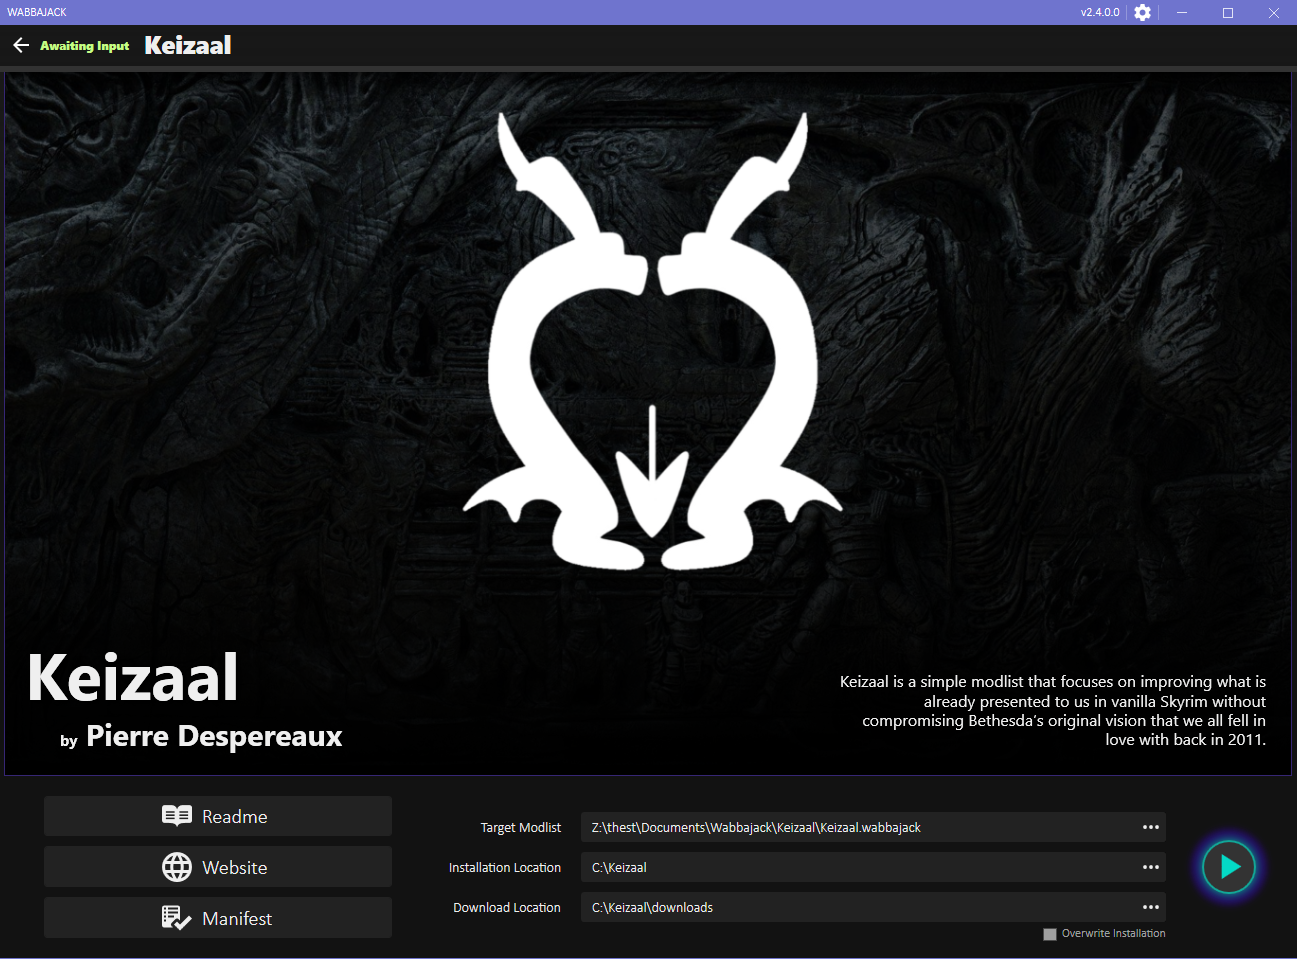 WABBAJACK
v2.4.0.0
Awaiting Input
Keizaal
Keizaal
by Pierre Despereaux
Keizaal is a simple modlist that focuses on improving what is
already presented to us in vanilla Skyrim without
compromising Bethesda's original vision that we all fell in
love with back in 2011.
Readme
Website
Manifest
Target Modlist
Z:\thest\Documents\Wabbajack\Keizaal\Keizaal.wabbajack
Installation Location
C:\Keizaal
Download Location
C:\Keizaal\downloads
Overwrite Installation